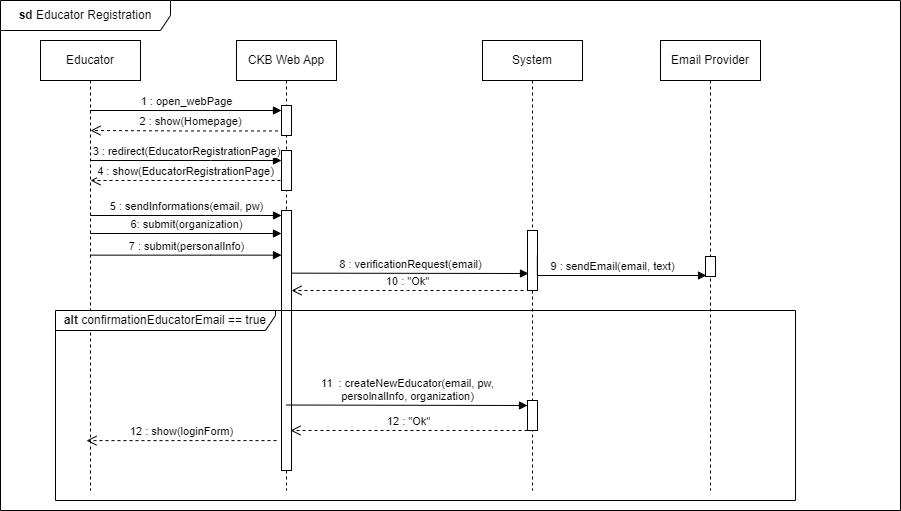 sd Educator Registration
Educator
CKB Web App
System
Email Provider
1 : open_webPage
2 : show(Homepage)
3 : redirect(EducatorRegistrationPage)
4 : show(EducatorRegistrationPage)
5 : sendInformations(email, pw)
6: submit(organization)
7 : submit(personalInfo)
8 : verificationRequest(email)
9 : sendEmail(email, text)
10 : "Ok"
alt confirmationEducatorEmail == true
11 : createNewEducator(email, pw,
persolnalInfo, organization)
12 : "Ok"
12 : show(loginForm)